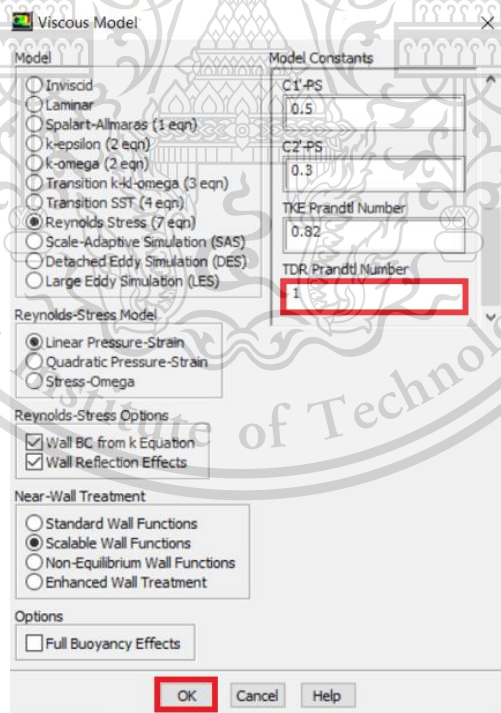 Viscous Model
Model
Inviscid
Laminar
Spalart-Allmaras (1 eqn)
k-epsilon (2 eqn)
k-omega (2 eqn)
Transition k-kl-omega (3 eqn)
Transition SST (4 eqn)
Reynolds Stress (7 eqn)
Scale-Adaptive Simulation (SAS)
Detached Eddy Simulation (DES)
Large Eddy Simulation (LES)
Reynolds-Stress Model
Linear Pressure-Strain
Quadratic Pressure-Strain
Stress-Omega
Reynolds-Stress Options
Wall BC from k Equation
Wall Reflection Effects
Near-Wall Treatment
Standard Wall Functions
Scalable Wall Functions
Non-Equilibrium Wall Functions
Enhanced Wall Treatment
Options
Full Buoyancy Effects
Model Constants
C1'-PS
0.5
C2'-PS
0.3
TKE Prandtl Number
0.82
TDR Prandtl Number
1
OK Cancel Help
Institute of Technol